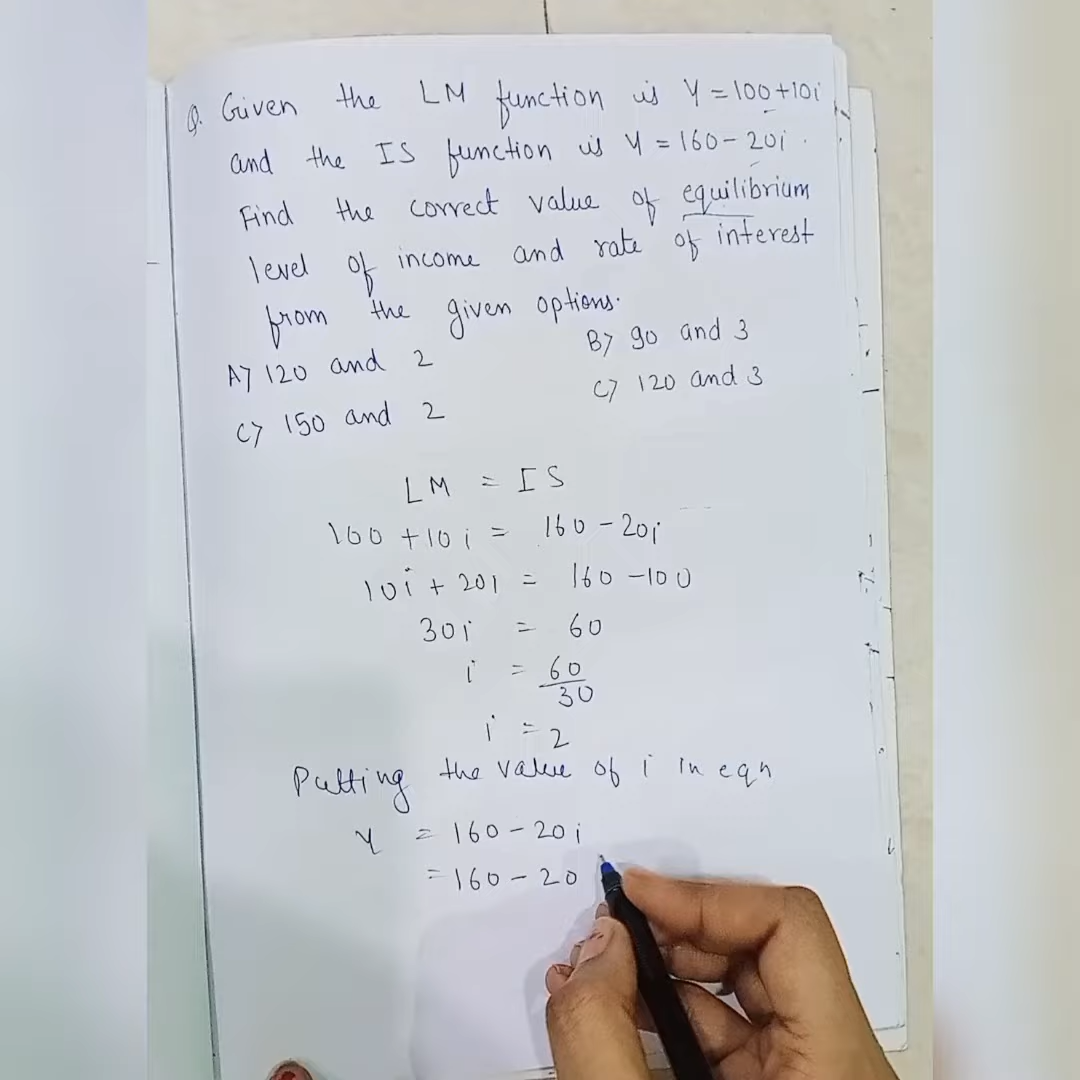 Q. Given the LM function is Y = 100 + 10i
and the IS function is Y = 160 - 20i .
Find the correct value of equilibrium
level of income and rate of interest
from the given options.
A> 120 and 2 B> 90 and 3
C> 150 and 2 C> 120 and 3
LM = IS
100 + 10i = 160 - 20i
10i + 20i = 160 - 100
30i = 60
i = 60/30
i = 2
Putting the value of i in eqn
Y = 160 - 20i
= 160 - 20